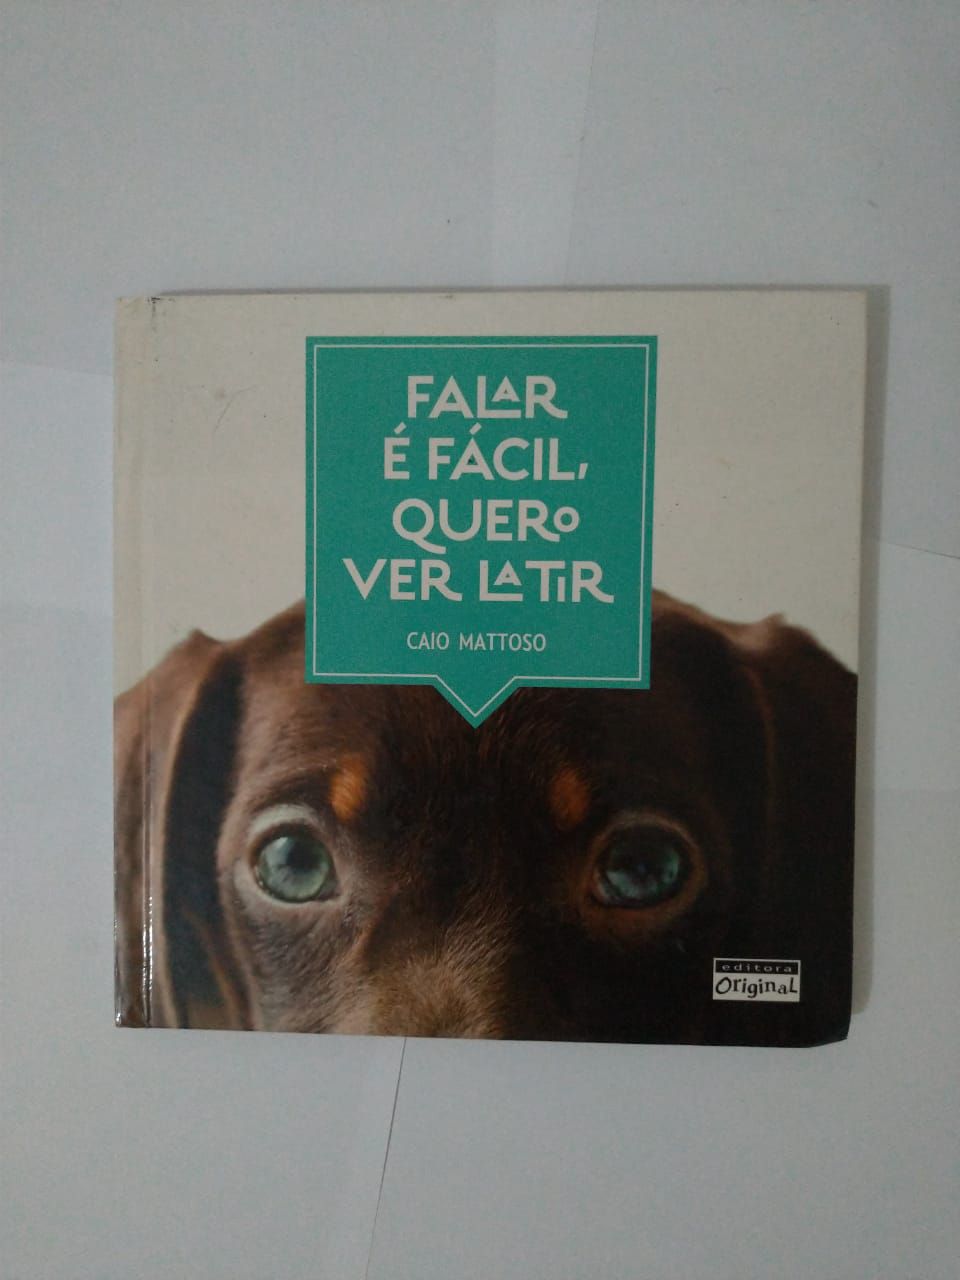 FALAR
É FÁCIL,
QUERO
VER LATIR
CAIO MATTOSO
editora
Original